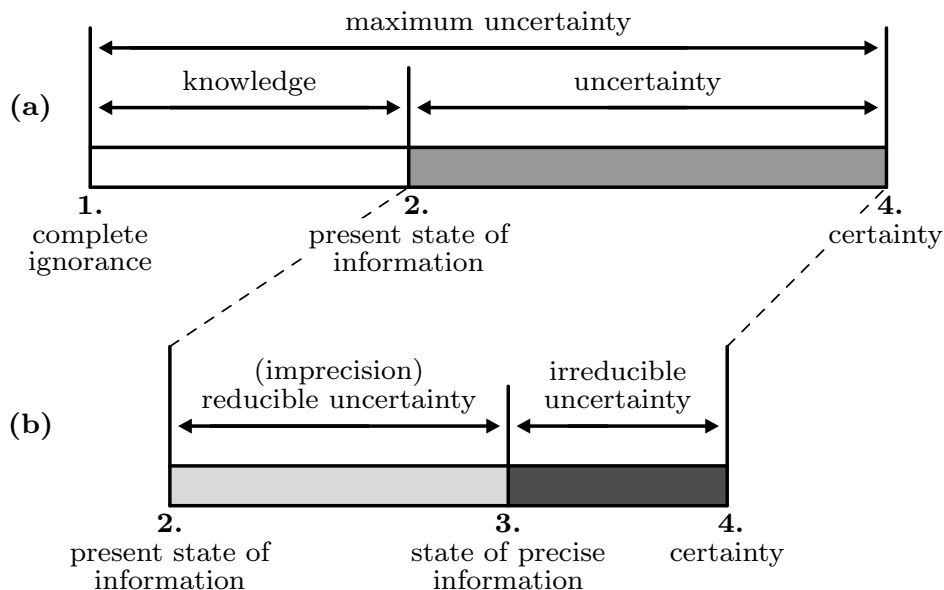 maximum uncertainty
knowledge
uncertainty
(a)
1.
complete
ignorance
2.
present state of
information
4.
certainty
(imprecision)
reducible uncertainty
irreducible
uncertainty
(b)
2.
present state of
information
3.
state of precise
information
4.
certainty